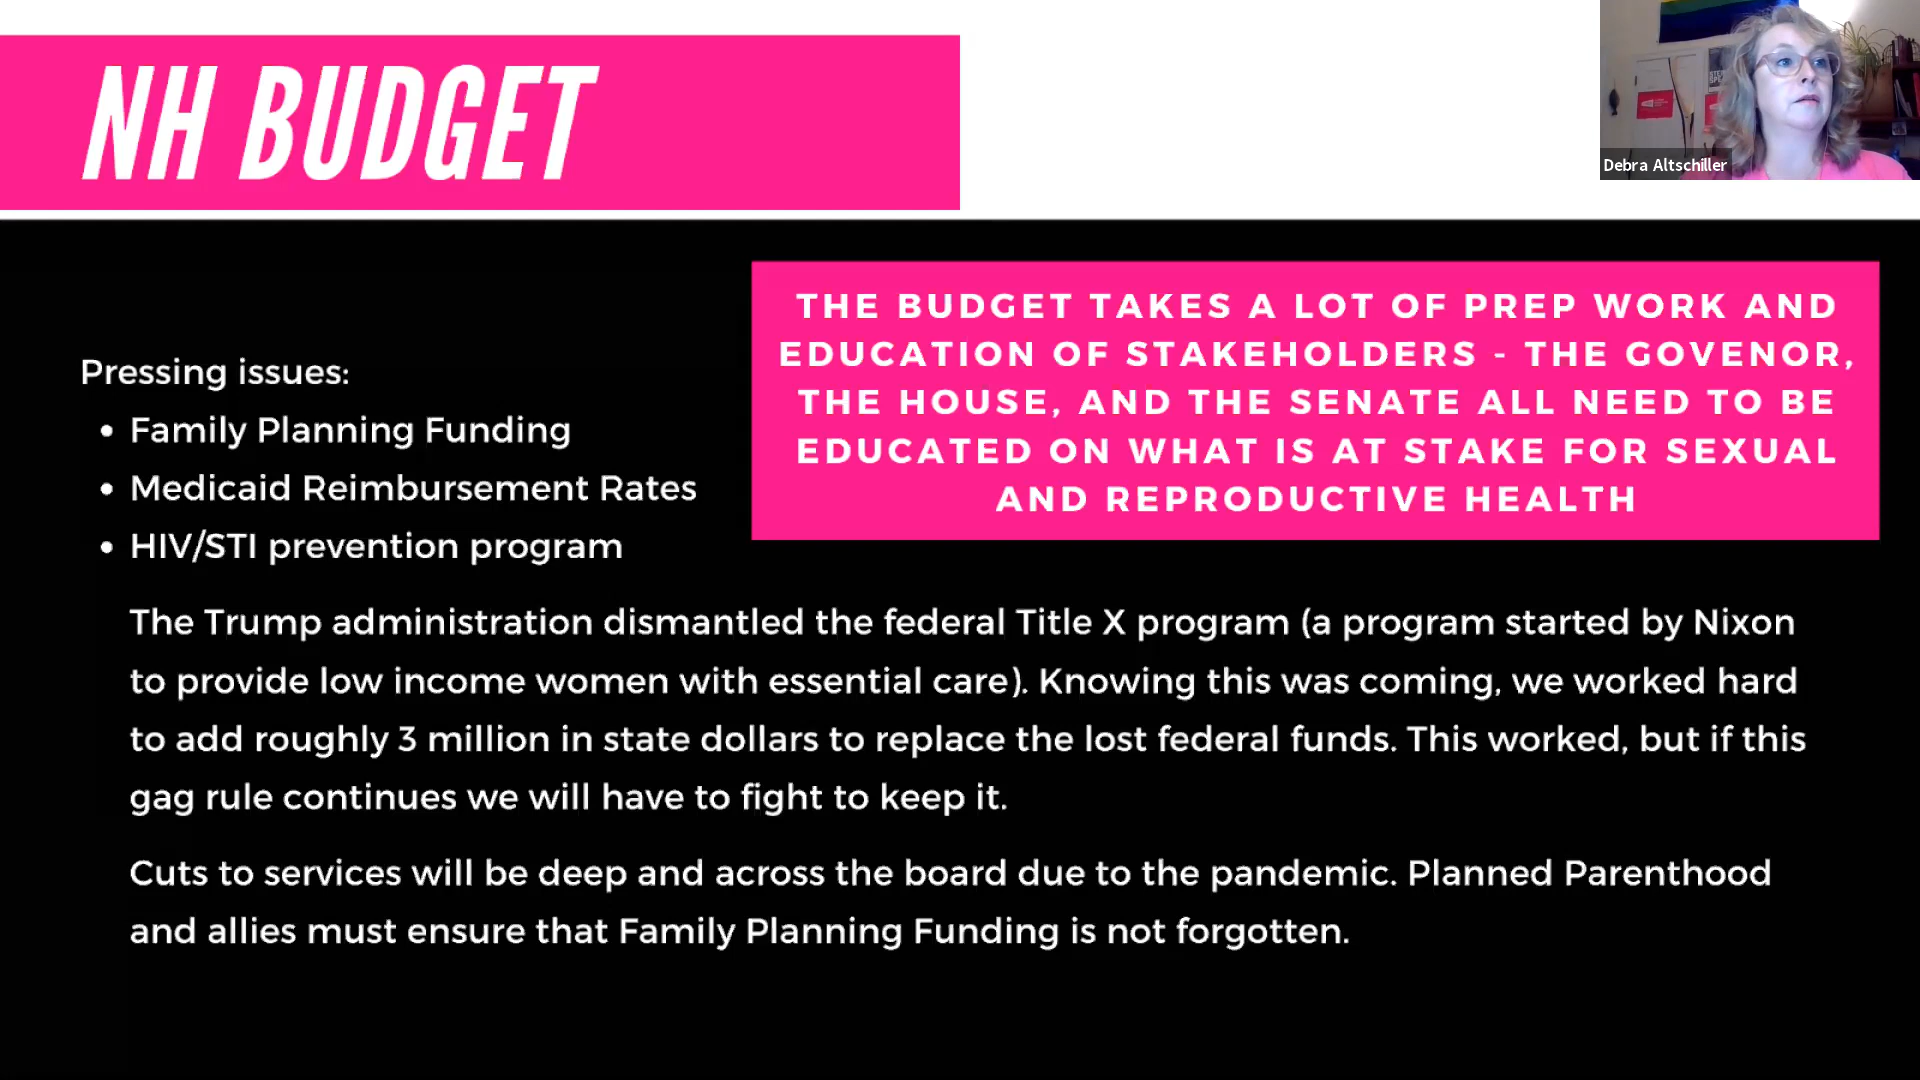 NH BUDGET
Debra Altschiller
THE BUDGET TAKES A LOT OF PREP WORK AND
EDUCATION OF STAKEHOLDERS - THE GOVENOR,
THE HOUSE, AND THE SENATE ALL NEED TO BE
EDUCATED ON WHAT IS AT STAKE FOR SEXUAL
AND REPRODUCTIVE HEALTH
Pressing issues:
• Family Planning Funding
• Medicaid Reimbursement Rates
• HIV/STI prevention program
The Trump administration dismantled the federal Title X program (a program started by Nixon
to provide low income women with essential care). Knowing this was coming, we worked hard
to add roughly 3 million in state dollars to replace the lost federal funds. This worked, but if this
gag rule continues we will have to fight to keep it.
Cuts to services will be deep and across the board due to the pandemic. Planned Parenthood
and allies must ensure that Family Planning Funding is not forgotten.